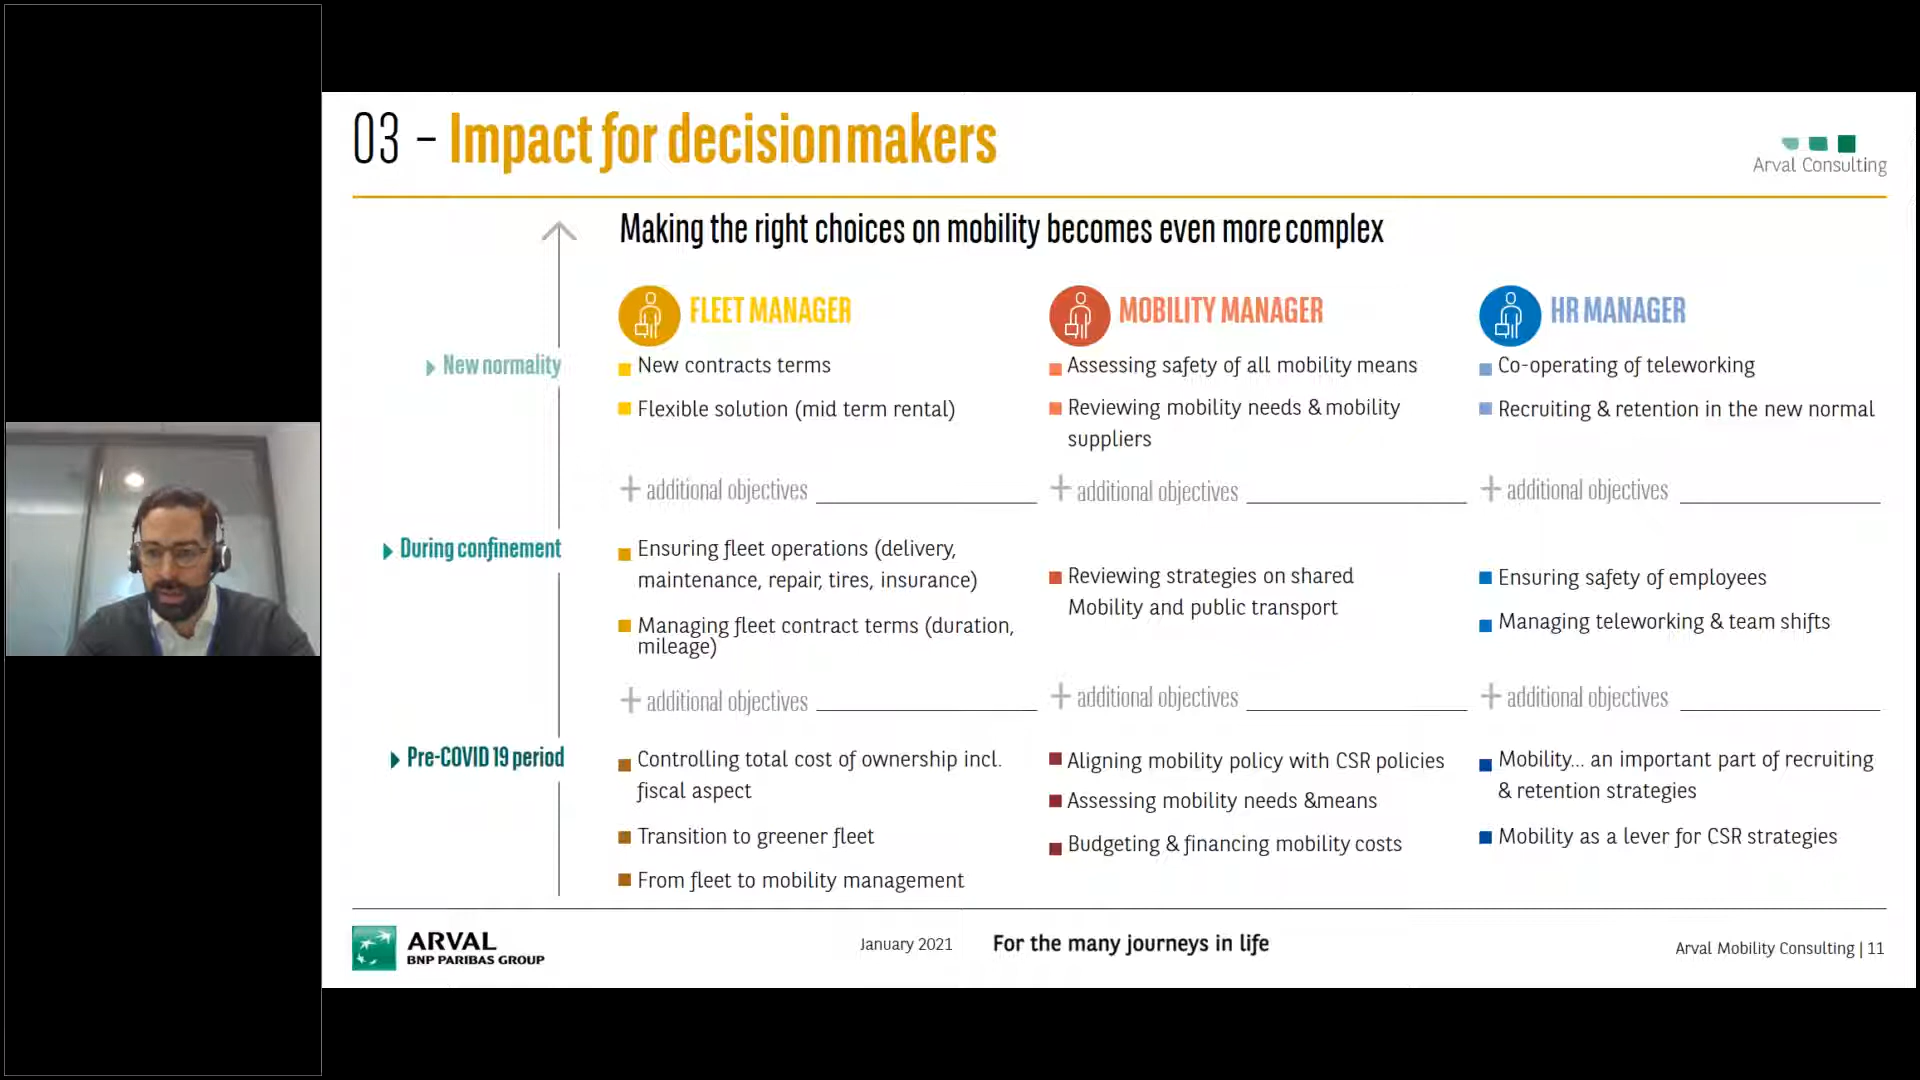 03 – Impact for decision makers
Arval Consulting
Making the right choices on mobility becomes even more complex
FLEET MANAGER
MOBILITY MANAGER
HR MANAGER
New normality
New contracts terms
Flexible solution (mid term rental)
Assessing safety of all mobility means
Reviewing mobility needs & mobility
suppliers
Co-operating of teleworking
Recruiting & retention in the new normal
+ additional objectives
+ additional objectives
+ additional objectives
During confinement
Ensuring fleet operations (delivery,
maintenance, repair, tires, insurance)
Managing fleet contract terms (duration,
mileage)
Reviewing strategies on shared
Mobility and public transport
Ensuring safety of employees
Managing teleworking & team shifts
+ additional objectives
+ additional objectives
+ additional objectives
Pre-COVID 19 period
Controlling total cost of ownership incl.
fiscal aspect
Transition to greener fleet
From fleet to mobility management
Aligning mobility policy with CSR policies
Assessing mobility needs &means
Budgeting & financing mobility costs
Mobility... an important part of recruiting
& retention strategies
Mobility as a lever for CSR strategies
ARVAL
BNP PARIBAS GROUP
January 2021
For the many journeys in life
Arval Mobility Consulting | 11